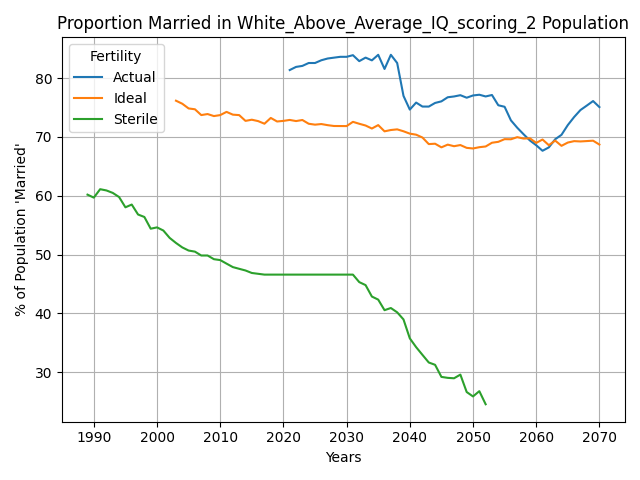 Proportion Married in White_Above_Average_IQ_scoring_2 Population
Fertility
Actual
Ideal
Sterile
% of Population 'Married'
80
70
60
50
40
30
1990 2000 2010 2020 2030 2040 2050 2060 2070
Years